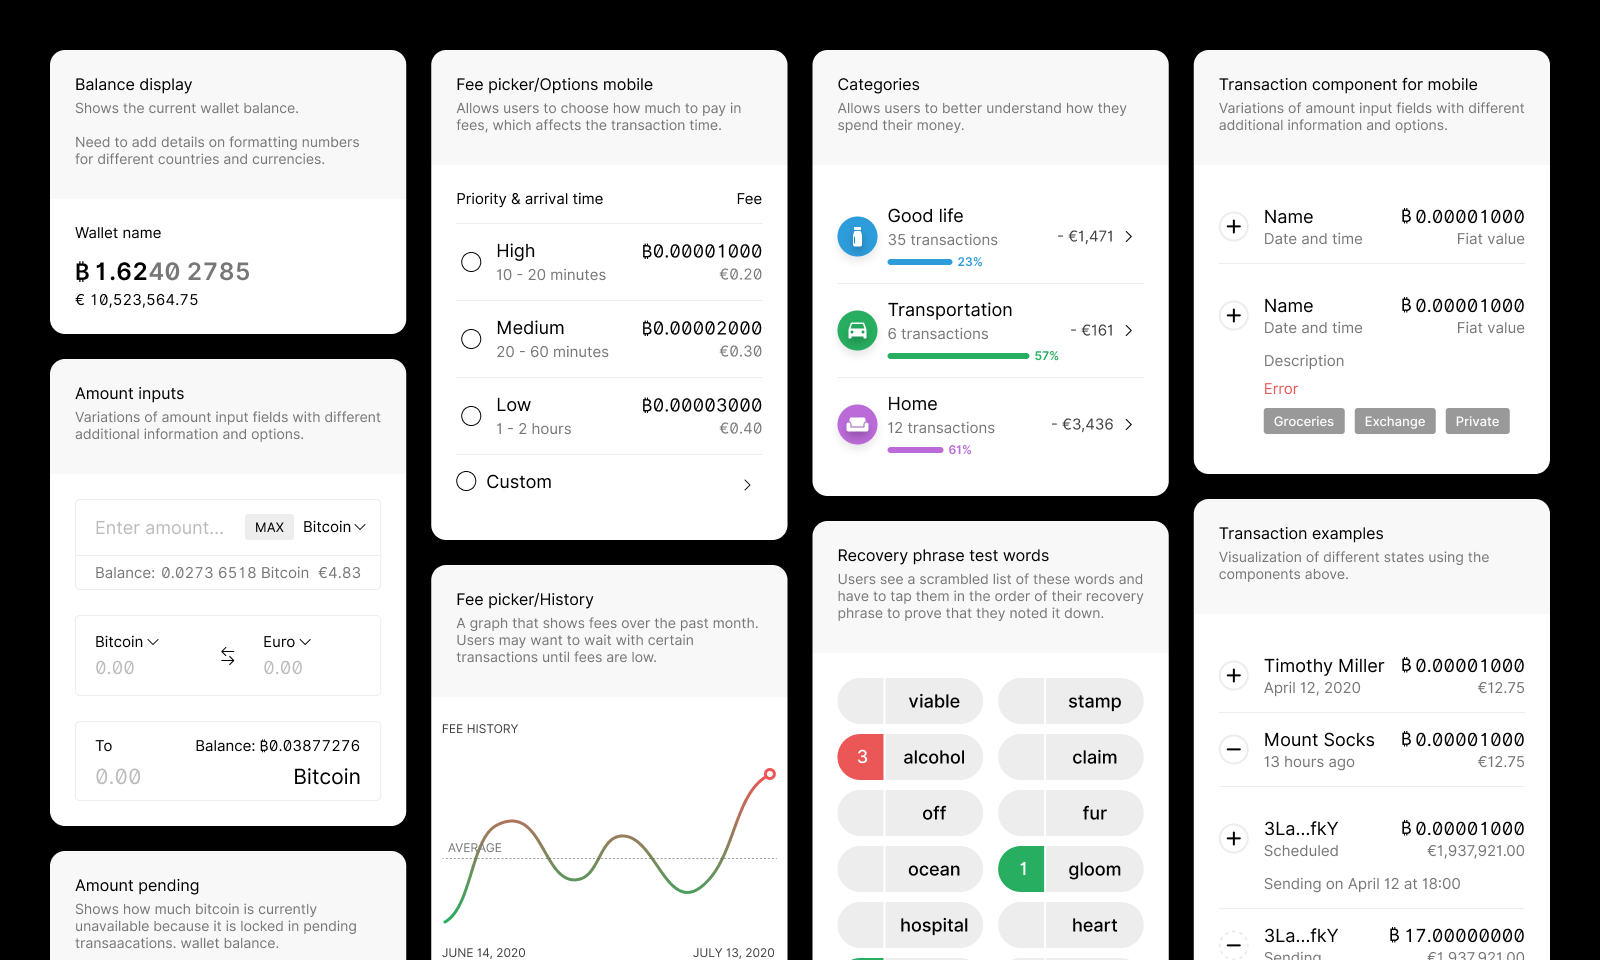 Balance display
Shows the current wallet balance.
Need to add details on formatting numbers
for different countries and currencies.
Wallet name
₿ 1.6240 2785
€ 10,523,564.75
Amount inputs
Variations of amount input fields with different
additional information and options.
Enter amount... MAX Bitcoin
Balance: 0.0273 6518 Bitcoin €4.83
Bitcoin Euro
0.00 0.00
To Balance: ₿0.03877276
0.00 Bitcoin
Amount pending
Shows how much bitcoin is currently
unavailable because it is locked in pending
transaacations. wallet balance.
Fee picker/Options mobile
Allows users to choose how much to pay in
fees, which affects the transaction time.
Priority & arrival time Fee
High ₿0.00001000
10 - 20 minutes €0.20
Medium ₿0.00002000
20 - 60 minutes €0.30
Low ₿0.00003000
1 - 2 hours €0.40
Custom
Fee picker/History
A graph that shows fees over the past month.
Users may want to wait with certain
transactions until fees are low.
FEE HISTORY
AVERAGE
JUNE 14, 2020 JULY 13, 2020
Categories
Allows users to better understand how they
spend their money.
Good life
35 transactions - €1,471
23%
Transportation
6 transactions - €161
57%
Home
12 transactions - €3,436
61%
Recovery phrase test words
Users see a scrambled list of these words and
have to tap them in the order of their recovery
phrase to prove that they noted it down.
viable stamp
3 alcohol claim
off fur
ocean 1 gloom
hospital heart
Transaction component for mobile
Variations of amount input fields with different
additional information and options.
Name ₿ 0.00001000
Date and time Fiat value
Name ₿ 0.00001000
Date and time Fiat value
Description
Error
Groceries Exchange Private
Transaction examples
Visualization of different states using the
components above.
Timothy Miller ₿ 0.00001000
April 12, 2020 €12.75
Mount Socks ₿ 0.00001000
13 hours ago €12.75
3La...fkY ₿ 0.00001000
Scheduled €1,937,921.00
Sending on April 12 at 18:00
3La...fkY ₿ 17.00000000
Sending €1,937,921.00